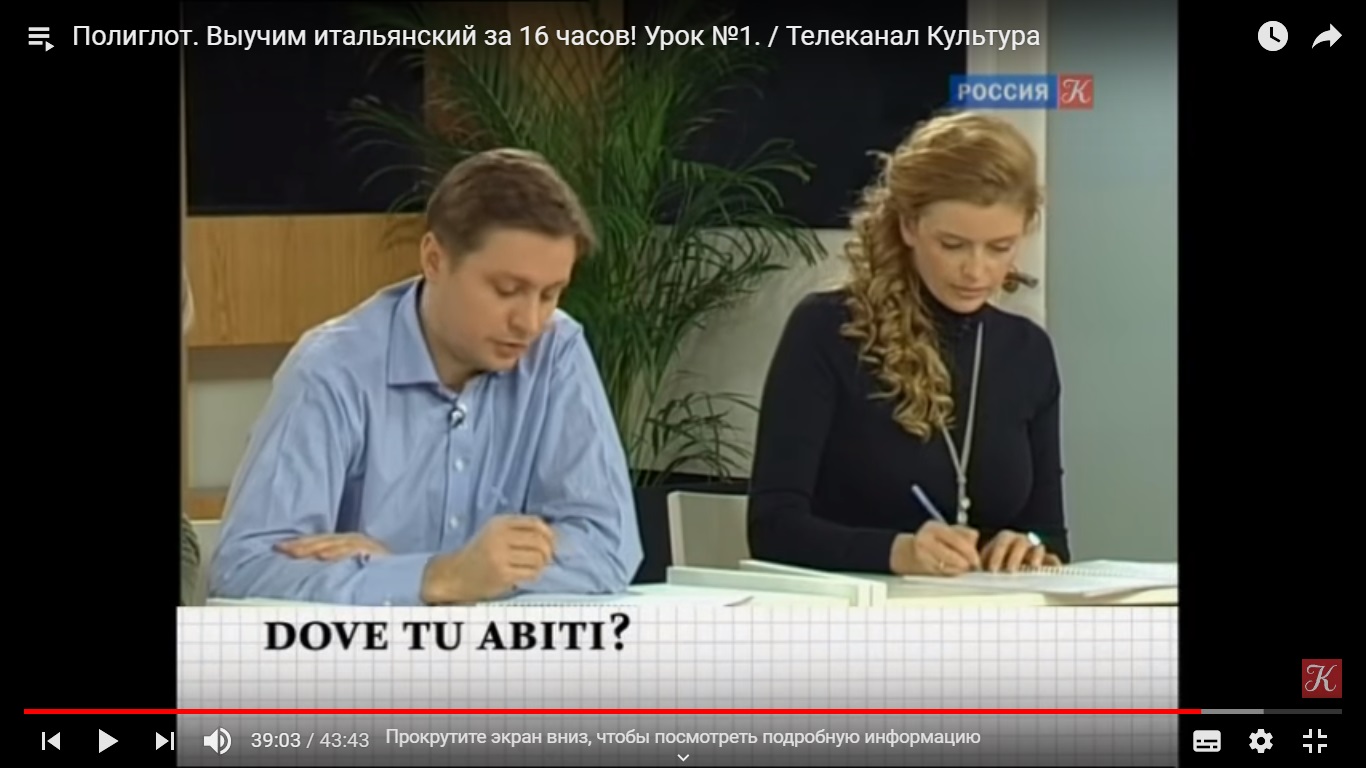 Полиглот. Выучим итальянский за 16 часов! Урок №1. / Телеканал Культура
РОССИЯ К
DOVE TU ABITI?
К
39:03 / 43:43
Прокрутите экран вниз, чтобы посмотреть подробную информацию